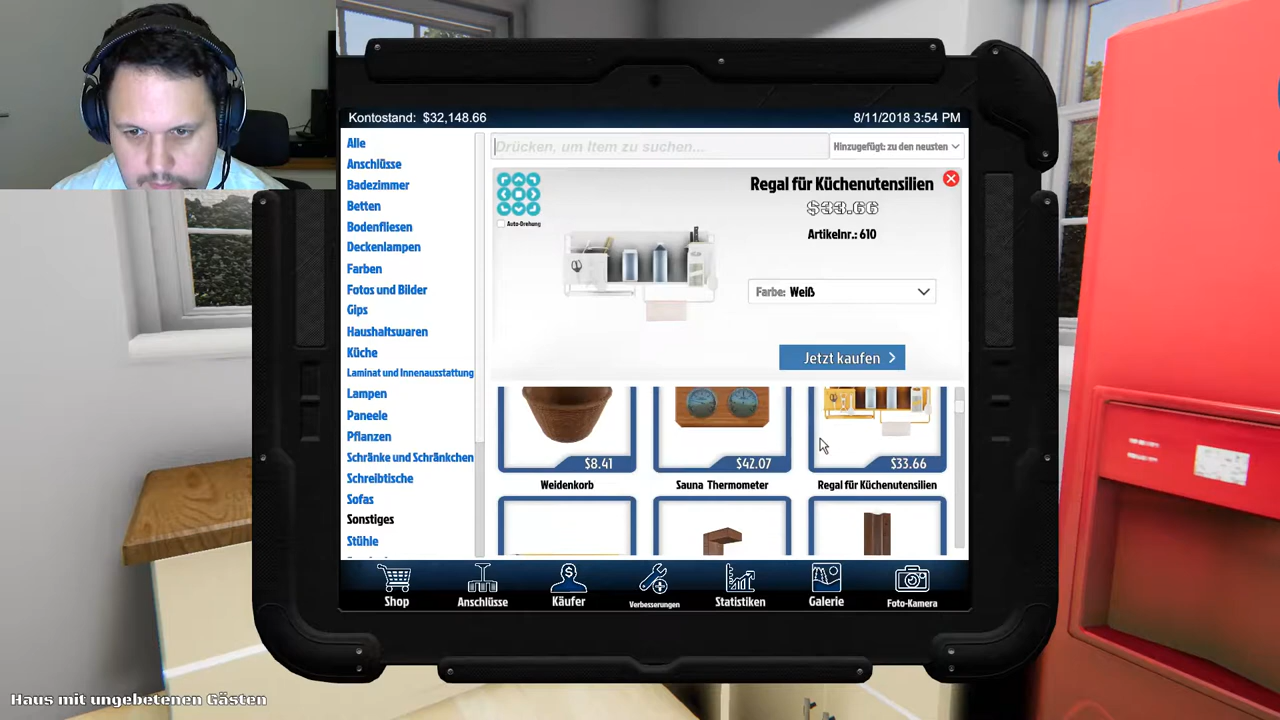 Kontostand: $32,148.66
8/11/2018 3:54 PM
Alle
Anschlüsse
Badezimmer
Betten
Bodenfliesen
Deckenlampen
Farben
Fotos und Bilder
Gips
Haushaltswaren
Küche
Laminat und Innenausstattung
Lampen
Paneele
Pflanzen
Schränke und Schränkchen
Schreibtische
Sofas
Sonstiges
Stühle
Drücken, um Item zu suchen...
Hinzugefügt: zu den neusten
Auto-Drehung
Regal für Küchenutensilien
$33.66
Artikelnr.: 610
Farbe: Weiß
Jetzt kaufen
$8.41
$42.07
$33.66
Weidenkorb
Sauna Thermometer
Regal für Küchenutensilien
Shop
Anschlüsse
Käufer
Verbesserungen
Statistiken
Galerie
Foto-Kamera
Haus mit ungebetenen Gästen